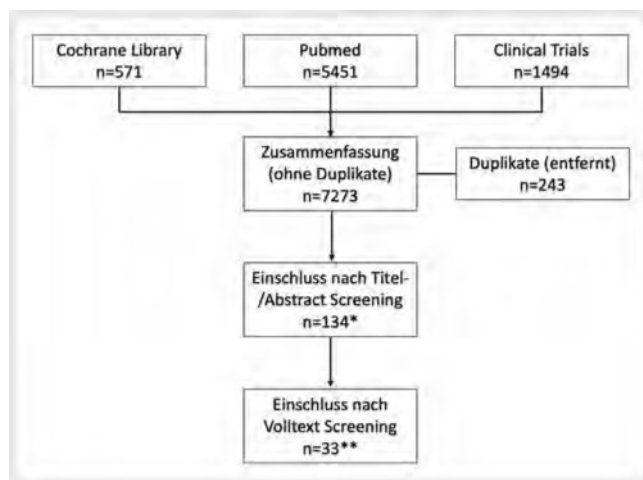 Cochrane Library
n=571
Pubmed
n=5451
Clinical Trials
n=1494
Zusammenfassung
(ohne Duplikate)
n=7273
Duplikate (entfernt)
n=243
Einschluss nach Titel-
/Abstract Screening
n=134*
Einschluss nach
Volltext Screening
n=33**